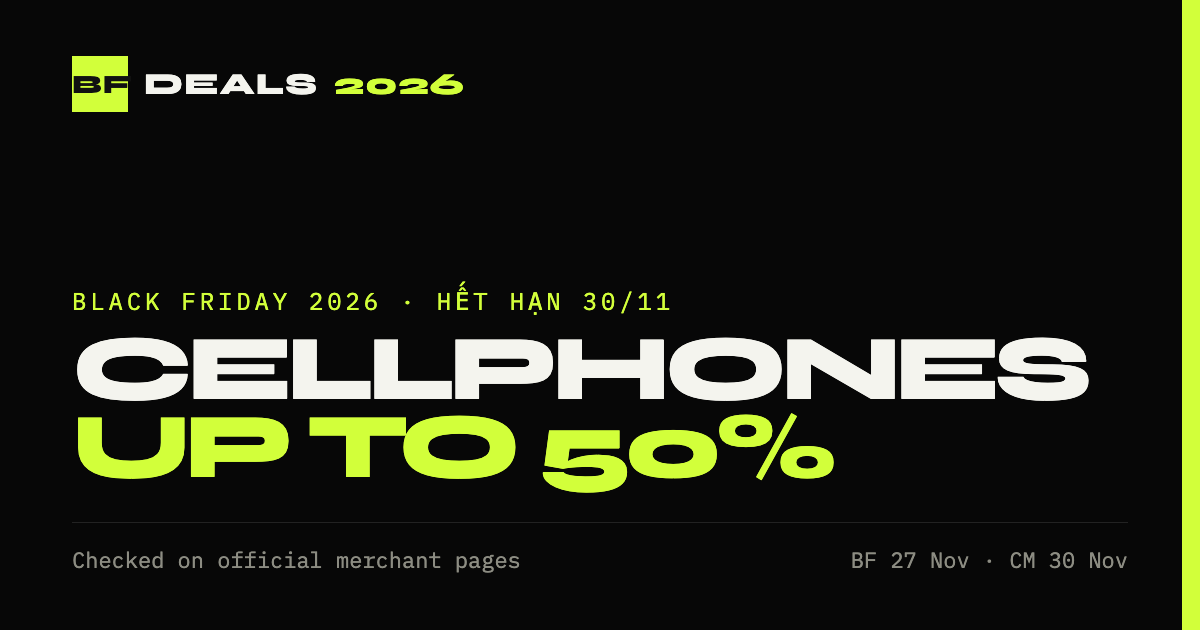 BF DEALS 2026
BLACK FRIDAY 2026 · HẾT HẠN 30/11
CELLPHONES
UP TO 50%
Checked on official merchant pages
BF 27 Nov · CM 30 Nov